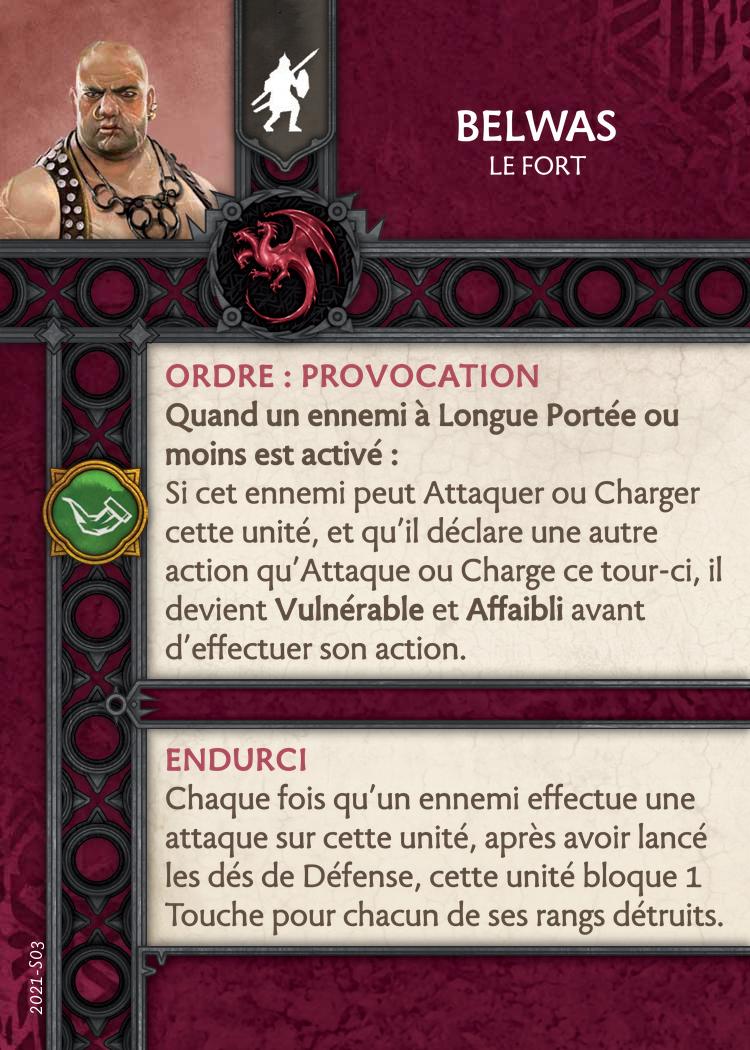 BELWAS
LE FORT
ORDRE : PROVOCATION
Quand un ennemi à Longue Portée ou
moins est activé :
Si cet ennemi peut Attaquer ou Charger
cette unité, et qu’il déclare une autre
action qu’Attaque ou Charge ce tour-ci, il
devient Vulnérable et Affaibli avant
d’effectuer son action.
ENDURCI
Chaque fois qu’un ennemi effectue une
attaque sur cette unité, après avoir lancé
les dés de Défense, cette unité bloque 1
Touche pour chacun de ses rangs détruits.
2021-S03